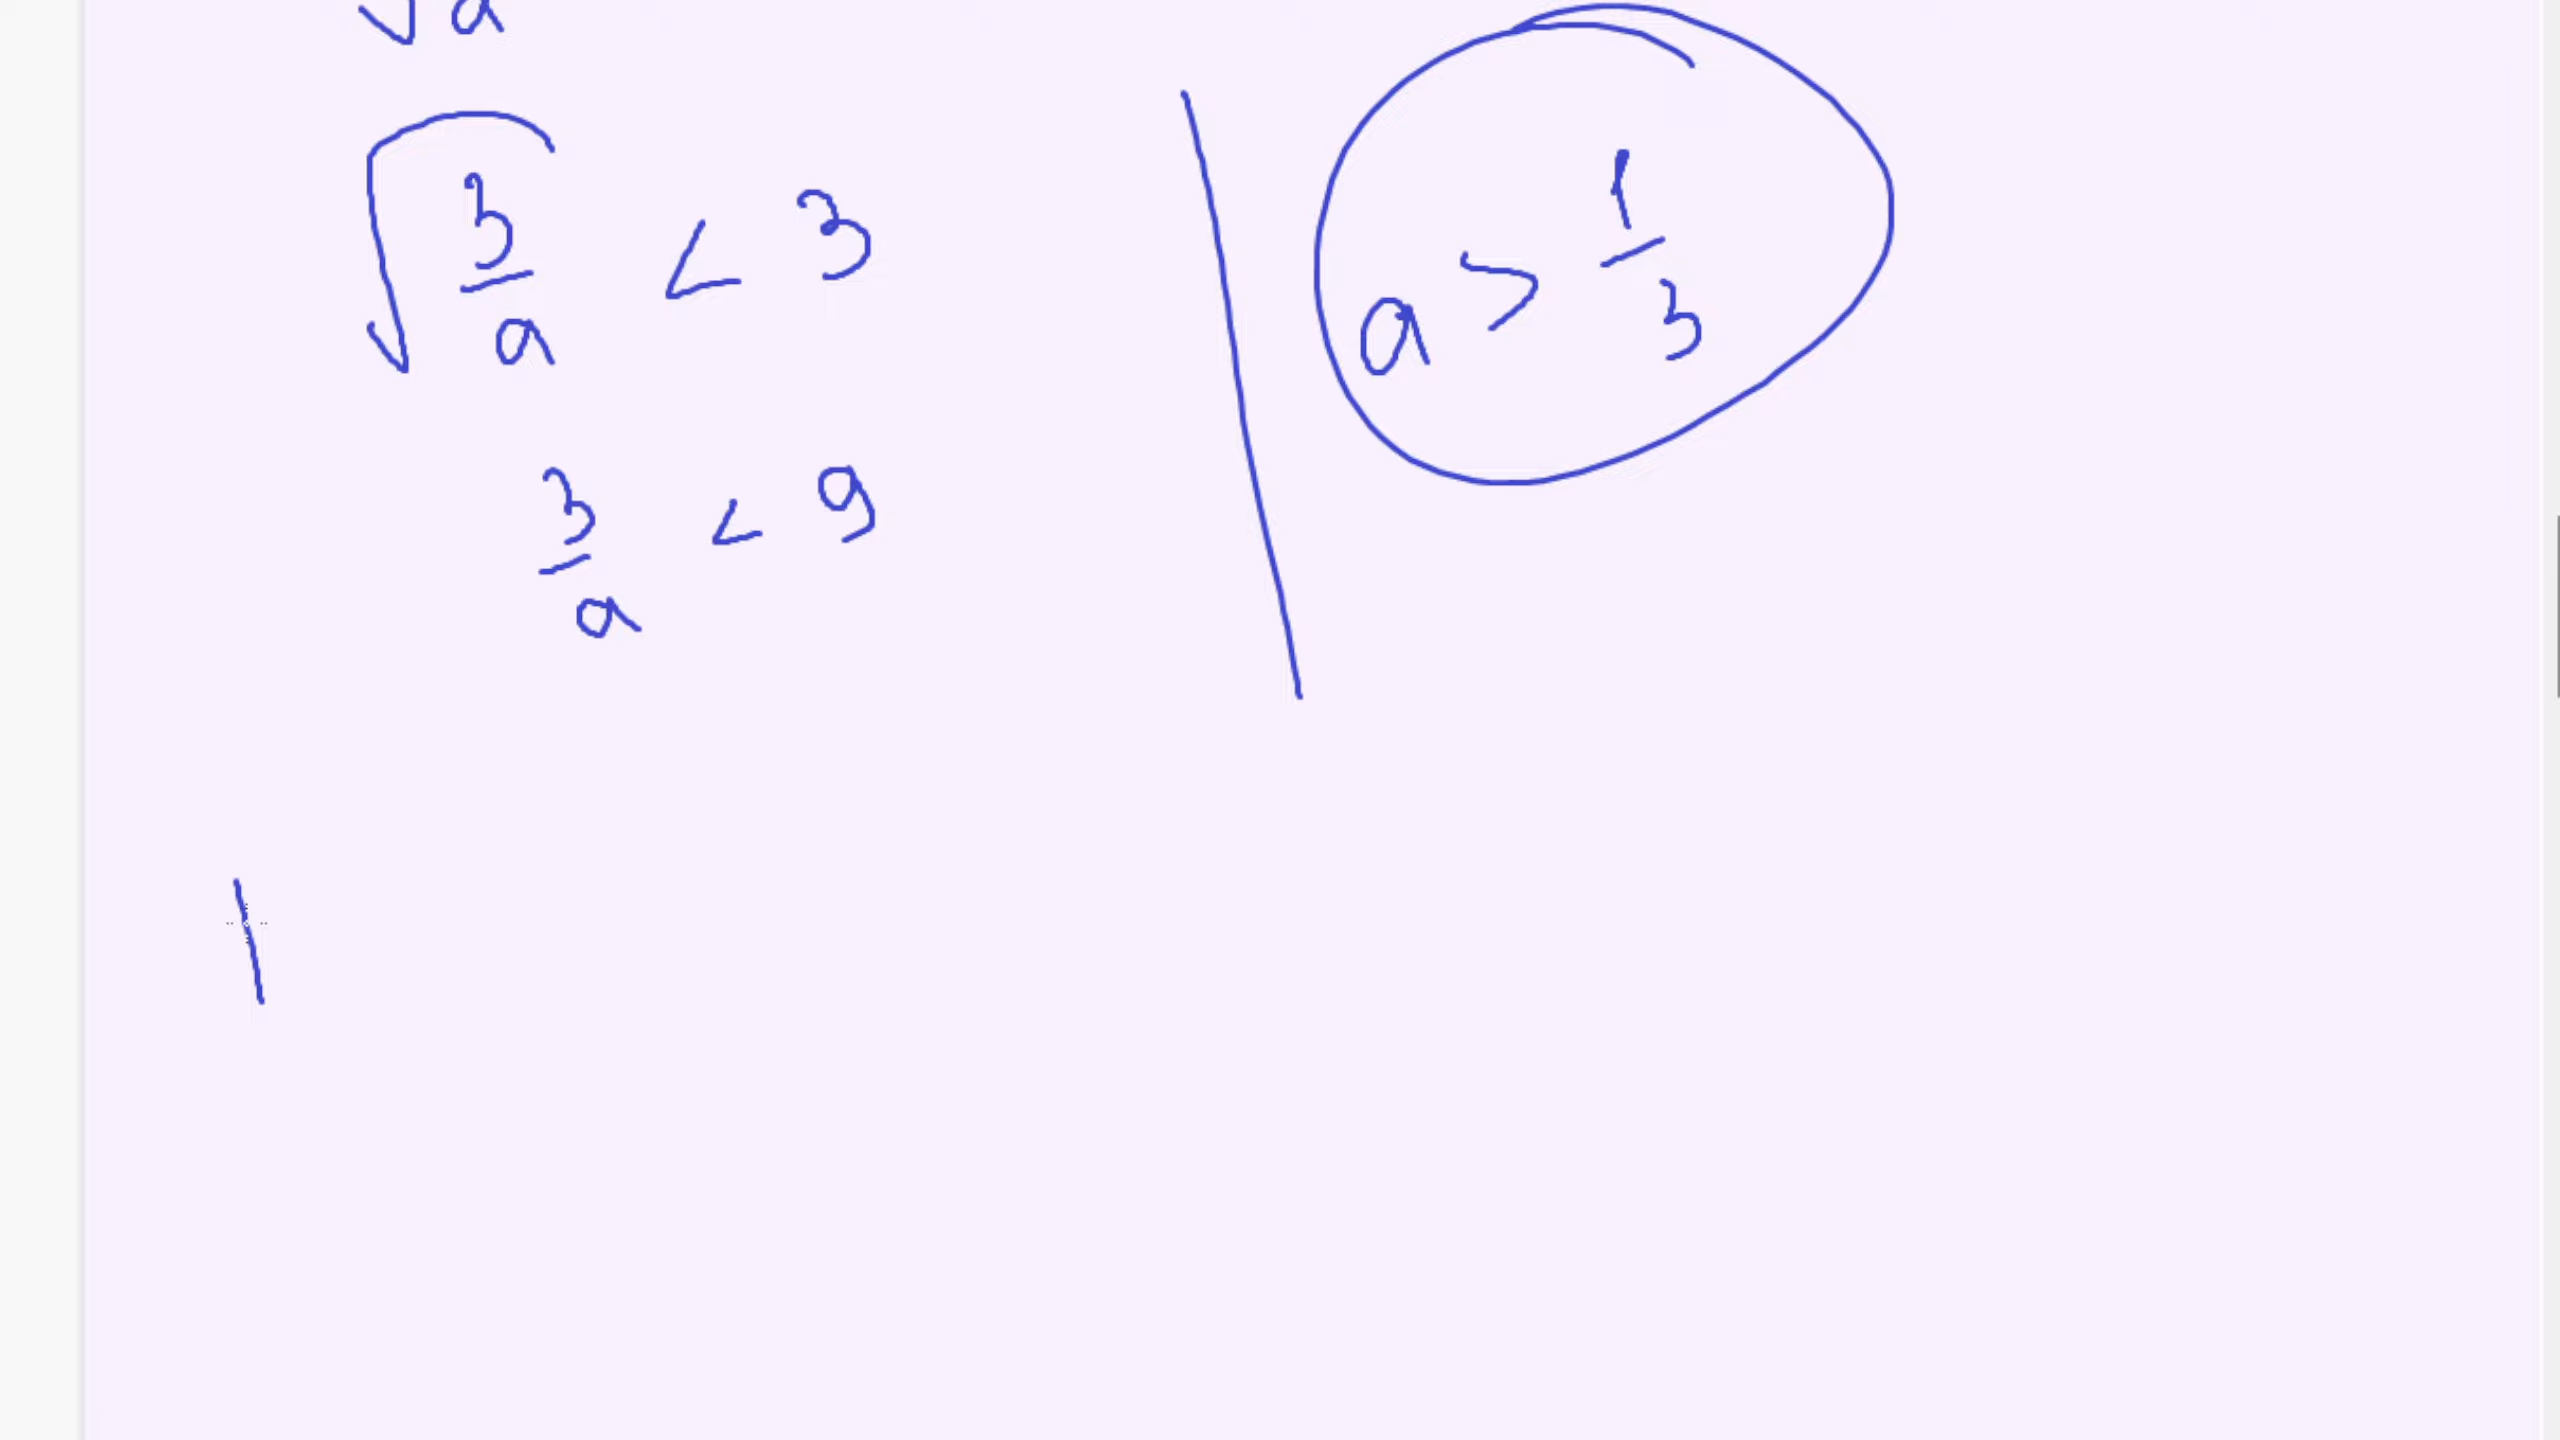 √a
√(3/a) < 3
3/a < 9
a > 1/3